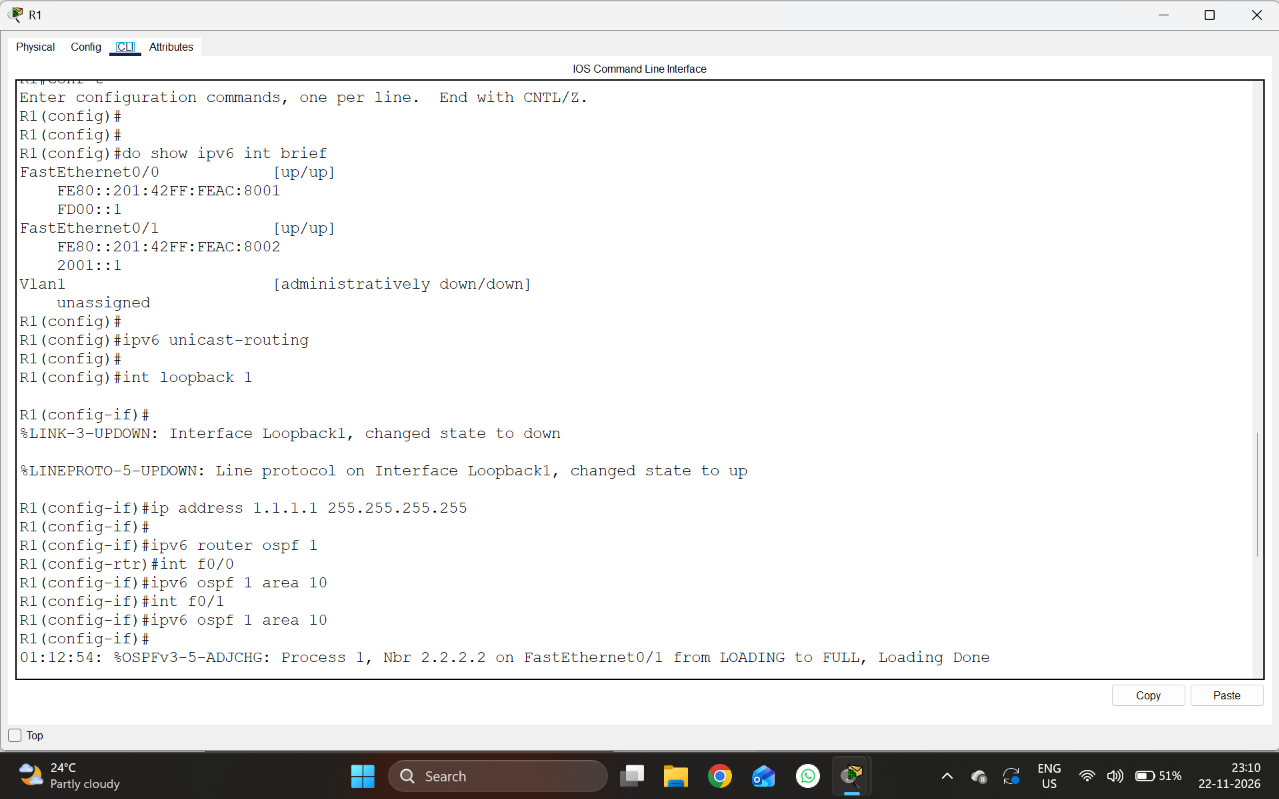 R1
Physical Config CLI Attributes
IOS Command Line Interface
R1#conf t
Enter configuration commands, one per line.  End with CNTL/Z.
R1(config)#
R1(config)#
R1(config)#do show ipv6 int brief
FastEthernet0/0            [up/up]
    FE80::201:42FF:FEAC:8001
    FD00::1
FastEthernet0/1            [up/up]
    FE80::201:42FF:FEAC:8002
    2001::1
Vlan1                      [administratively down/down]
    unassigned
R1(config)#
R1(config)#ipv6 unicast-routing
R1(config)#
R1(config)#int loopback 1
R1(config-if)#
%LINK-3-UPDOWN: Interface Loopback1, changed state to down
%LINEPROTO-5-UPDOWN: Line protocol on Interface Loopback1, changed state to up
R1(config-if)#ip address 1.1.1.1 255.255.255.255
R1(config-if)#
R1(config-if)#ipv6 router ospf 1
R1(config-rtr)#int f0/0
R1(config-if)#ipv6 ospf 1 area 10
R1(config-if)#int f0/1
R1(config-if)#ipv6 ospf 1 area 10
R1(config-if)#
01:12:54: %OSPFv3-5-ADJCHG: Process 1, Nbr 2.2.2.2 on FastEthernet0/1 from LOADING to FULL, Loading Done
Copy Paste
Top
24°C
Partly cloudy
Search
ENG
US
51%
23:10
22-11-2026